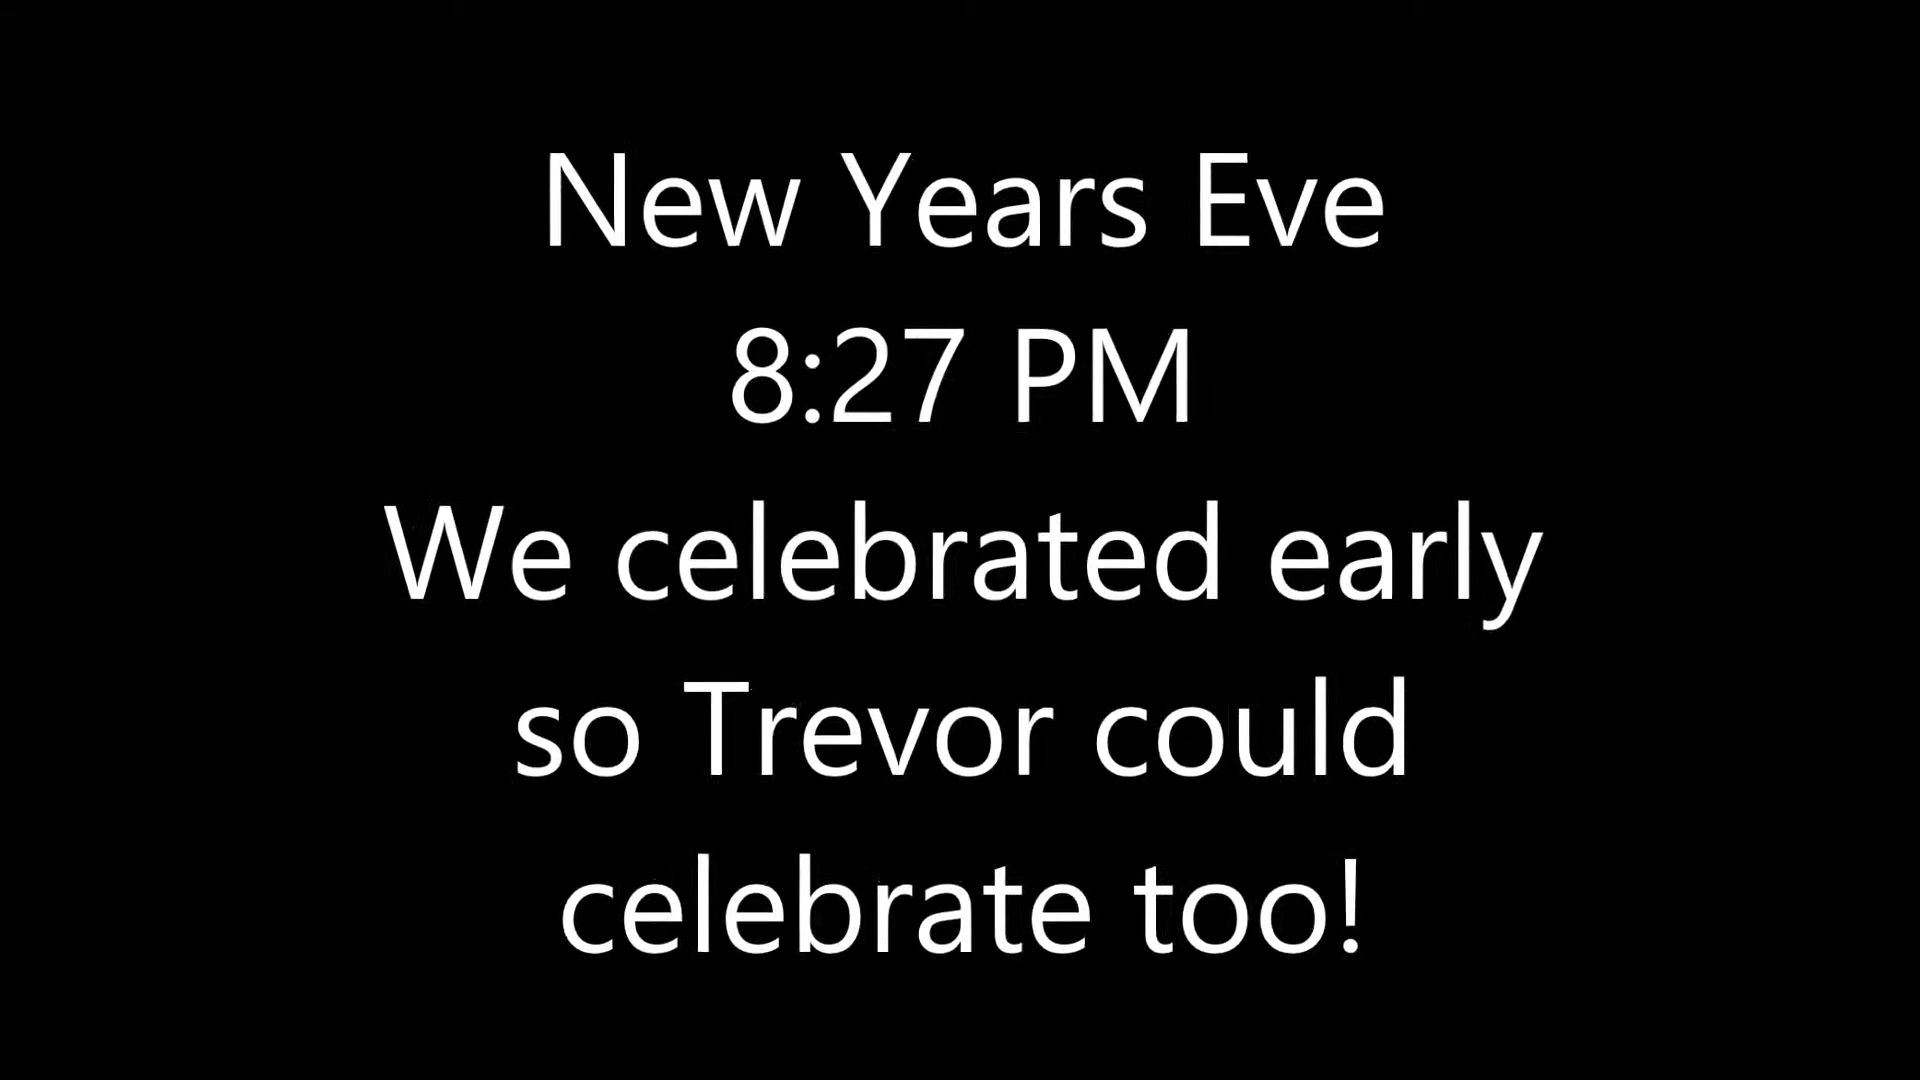 New Years Eve
8:27 PM
We celebrated early
so Trevor could
celebrate too!